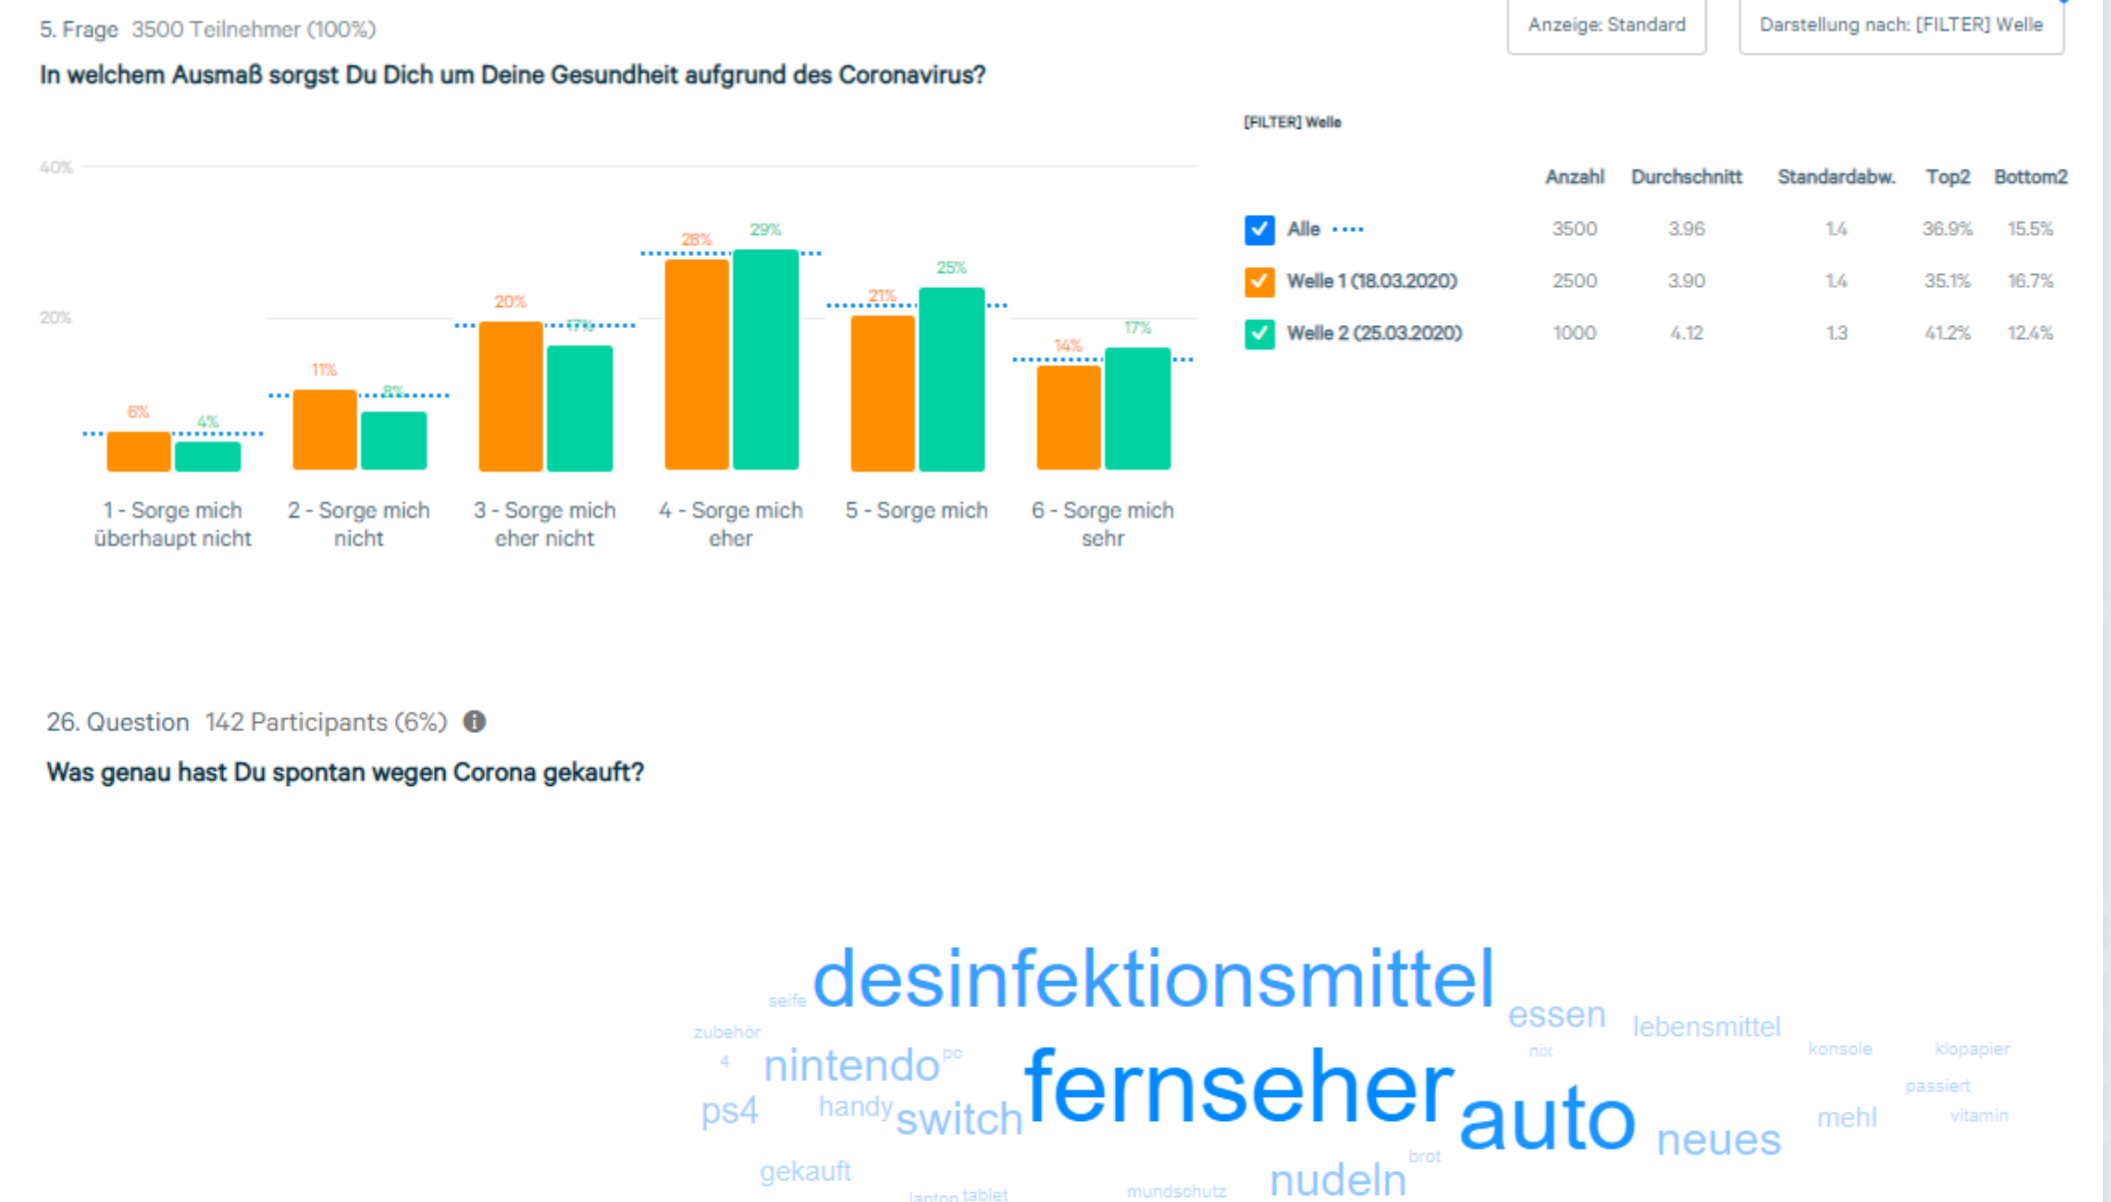 5. Frage 3500 Teilnehmer (100%)
Anzeige: Standard
Darstellung nach: [FILTER] Welle
In welchem Ausmaß sorgst Du Dich um Deine Gesundheit aufgrund des Coronavirus?
[FILTER] Welle
Anzahl Durchschnitt Standardabw. Top2 Bottom2
Alle 3500 3.96 1.4 36.9% 15.5%
Welle 1 (18.03.2020) 2500 3.90 1.4 35.1% 16.7%
Welle 2 (25.03.2020) 1000 4.12 1.3 41.2% 12.4%
40%
20%
6% 4%
11% 8%
20% 17%
28% 29%
21% 25%
14% 17%
1 - Sorge mich
überhaupt nicht
2 - Sorge mich
nicht
3 - Sorge mich
eher nicht
4 - Sorge mich
eher
5 - Sorge mich
6 - Sorge mich
sehr
26. Question 142 Participants (6%)
Was genau hast Du spontan wegen Corona gekauft?
seife desinfektionsmittel essen lebensmittel
zubehör
4 nintendo pc fernseher nix konsole klopapier
passiert
ps4 handy switch auto neues mehl vitamin
gekauft nudeln brot
laptop tablet mundschutz